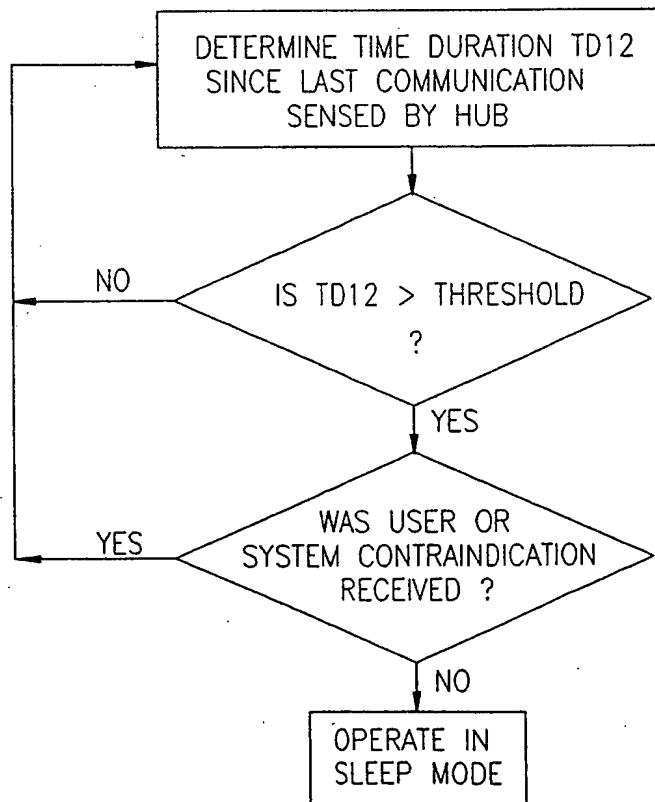 DETERMINE TIME DURATION TD12
SINCE LAST COMMUNICATION
SENSED BY HUB
NO
IS TD12 > THRESHOLD
?
YES
YES
WAS USER OR
SYSTEM CONTRAINDICATION
RECEIVED ?
NO
OPERATE IN
SLEEP MODE